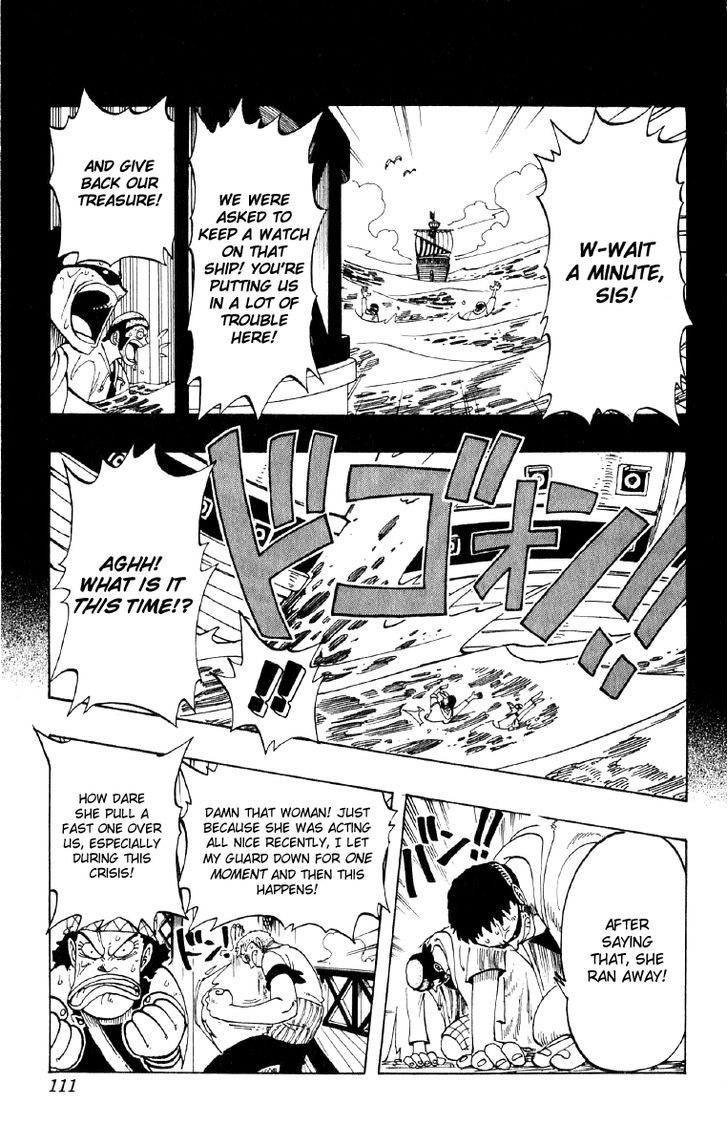 W-WAIT
A MINUTE,
SIS!
WE WERE
ASKED TO
KEEP A WATCH
ON THAT
SHIP! YOU'RE
PUTTING US
IN A LOT OF
TROUBLE
HERE!
AND GIVE
BACK OUR
TREASURE!
ドゴォン!!
AGHH!
WHAT IS IT
THIS TIME!?
!!
バン!!
AFTER
SAYING
THAT, SHE
RAN AWAY!
DAMN THAT WOMAN! JUST
BECAUSE SHE WAS ACTING
ALL NICE RECENTLY, I LET
MY GUARD DOWN FOR ONE
MOMENT AND THEN THIS
HAPPENS!
ドン!
HOW DARE
SHE PULL A
FAST ONE OVER
US, ESPECIALLY
DURING THIS
CRISIS!
111